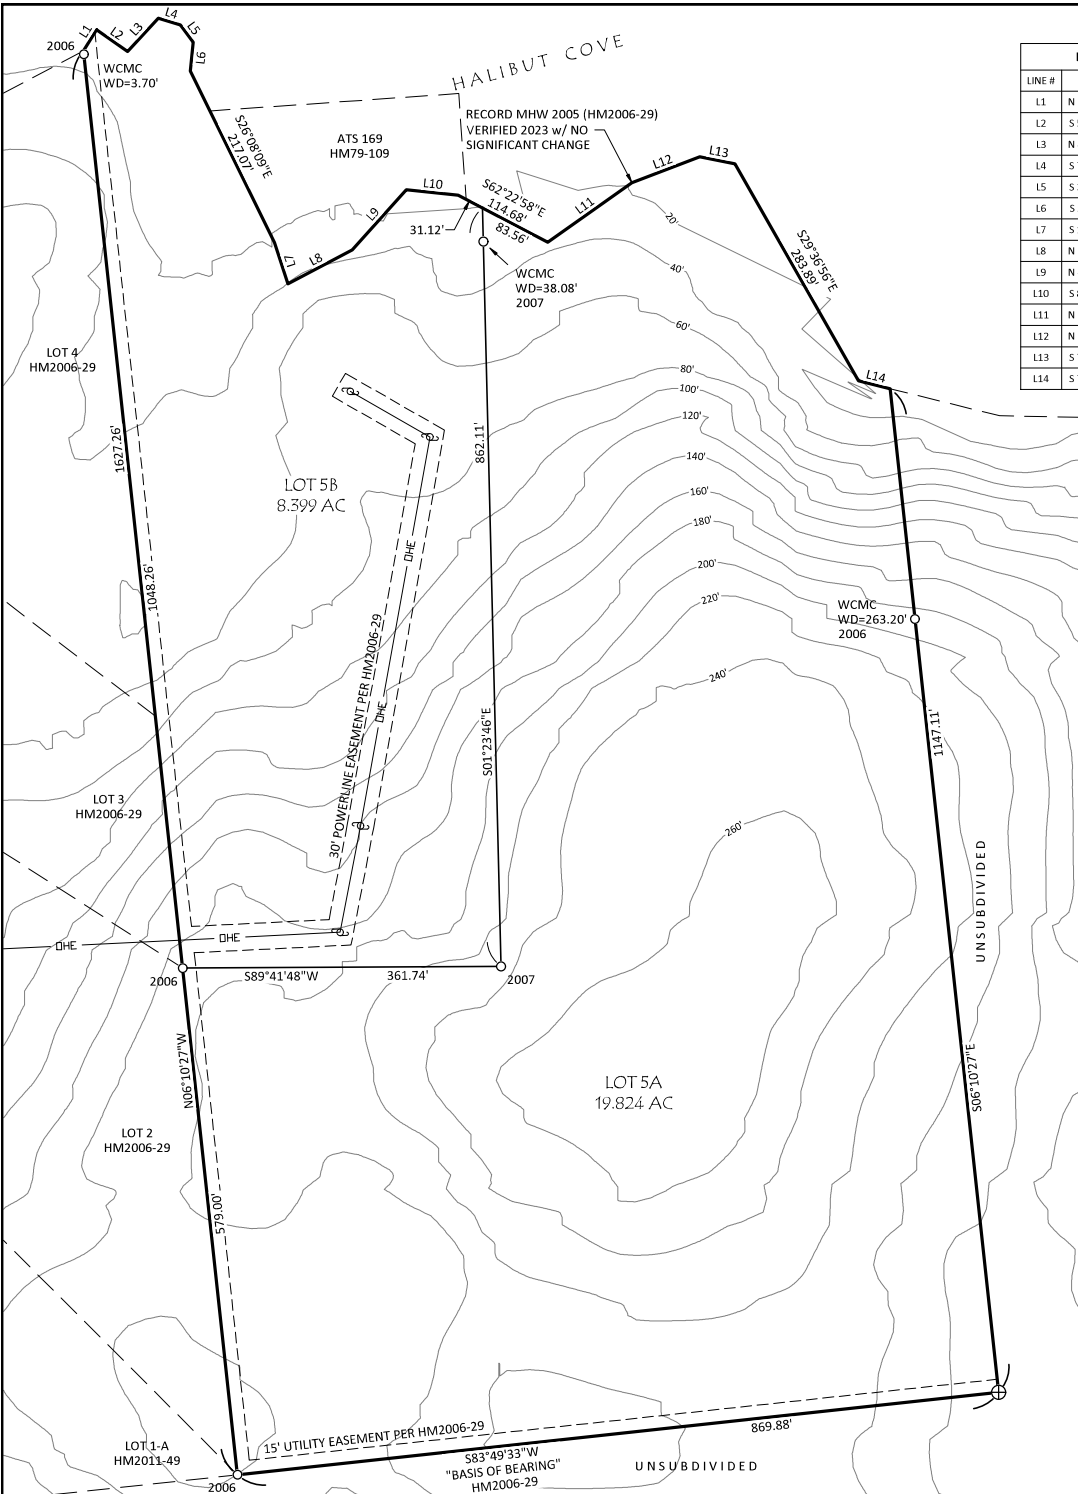 L1
L2
L3
L4
L5
L6
2006
WCMC
WD=3.70'
HALIBUT COVE
S26°08'09"E
217.07'
ATS 169
HM79-109
RECORD MHW 2005 (HM2006-29)
VERIFIED 2023 w/ NO
SIGNIFICANT CHANGE
L7
L8
L9
L10
31.12'
S62°22'58"E
114.68'
83.56'
L11
L12
L13
WCMC
WD=38.08'
2007
S29°36'56"E
283.89'
L14
LINE #
L1 N
L2 S
L3 N
L4 S
L5 S
L6 S
L7 S
L8 N
L9 N
L10 S
L11 N
L12 N
L13 S
L14 S
20'
40'
60'
80'
100'
120'
140'
160'
180'
200'
220'
240'
260'
LOT 4
HM2006-29
1627.26'
LOT 5B
8.399 AC
862.11'
OHE
1048.26'
30' POWERLINE EASEMENT PER HM2006-29
OHE
S01°23'46"E
WCMC
WD=263.20'
2006
1147.11'
LOT 3
HM2006-29
UNSUBDIVIDED
OHE
OHE
2006
S89°41'48"W
361.74'
2007
N06°10'27"W
LOT 5A
19.824 AC
S06°10'27"E
LOT 2
HM2006-29
579.00'
LOT 1-A
HM2011-49
15' UTILITY EASEMENT PER HM2006-29
869.88'
S83°49'33"W
"BASIS OF BEARING"
HM2006-29
UNSUBDIVIDED
2006